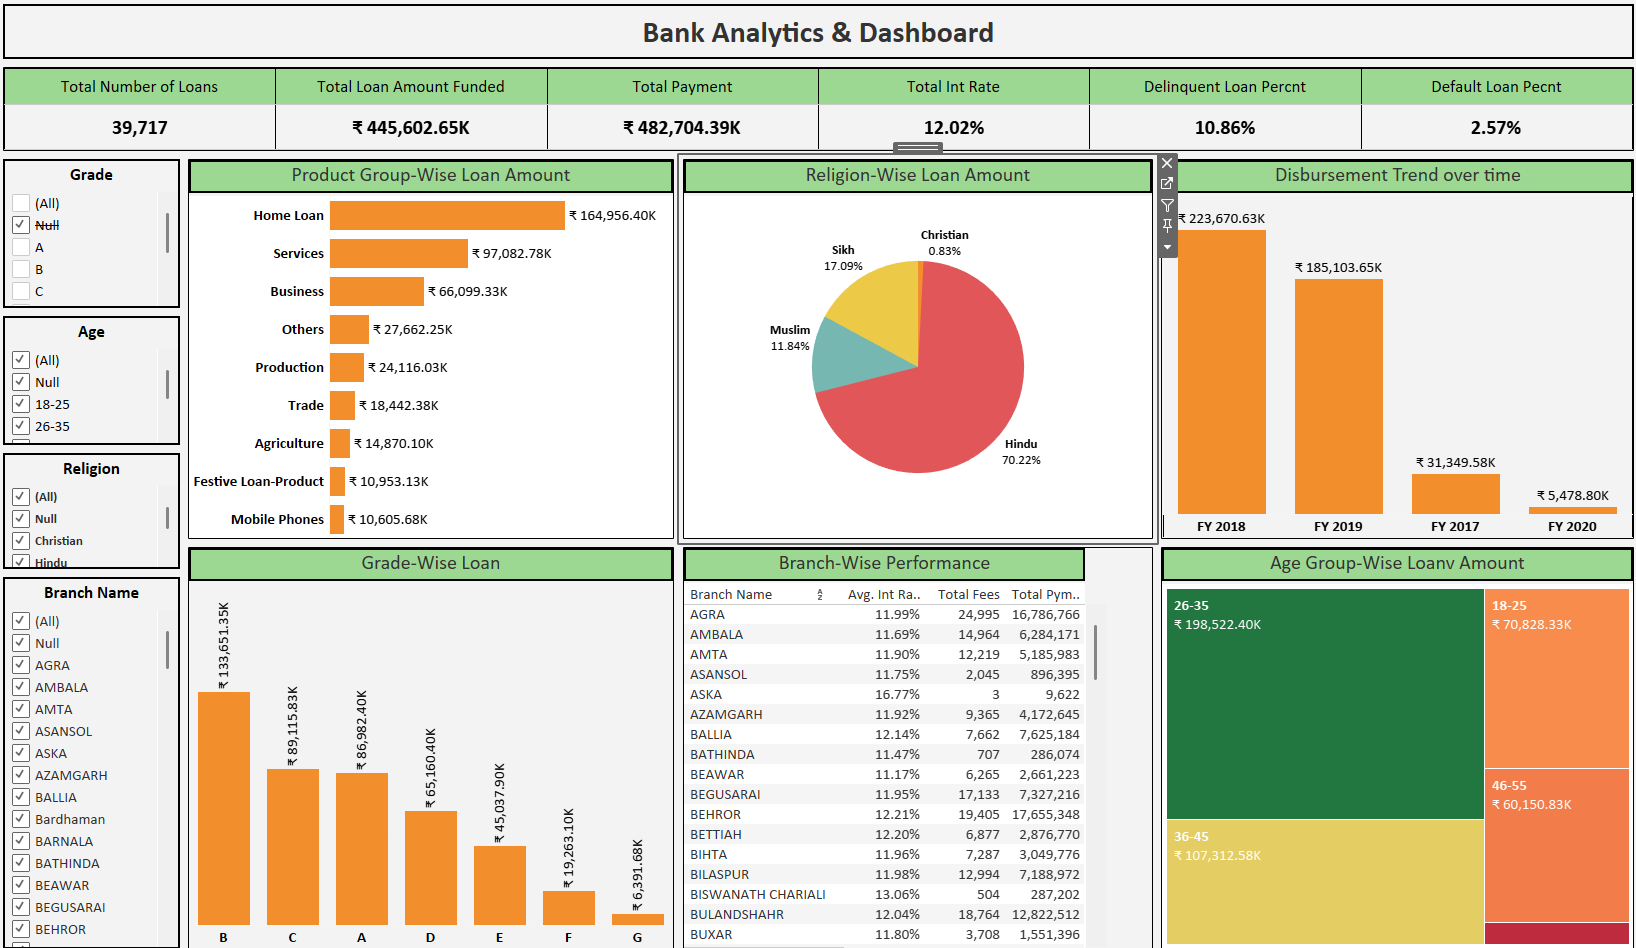 Bank Analytics & Dashboard
Total Number of Loans
Total Loan Amount Funded
Total Payment
Total Int Rate
Delinquent Loan Percnt
Default Loan Pecnt
39,717
₹ 445,602.65K
₹ 482,704.39K
12.02%
10.86%
2.57%
Grade
(All)
Null
A
B
C
Age
(All)
Null
18-25
26-35
Religion
(All)
Null
Christian
Hindu
Branch Name
(All)
Null
AGRA
AMBALA
AMTA
ASANSOL
ASKA
AZAMGARH
BALLIA
Bardhaman
BARNALA
BATHINDA
BEAWAR
BEGUSARAI
BEHROR
Product Group-Wise Loan Amount
Home Loan ₹ 164,956.40K
Services ₹ 97,082.78K
Business ₹ 66,099.33K
Others ₹ 27,662.25K
Production ₹ 24,116.03K
Trade ₹ 18,442.38K
Agriculture ₹ 14,870.10K
Festive Loan-Product ₹ 10,953.13K
Mobile Phones ₹ 10,605.68K
Religion-Wise Loan Amount
Christian
0.83%
Sikh
17.09%
Muslim
11.84%
Hindu
70.22%
Disbursement Trend over time
₹ 223,670.63K
₹ 185,103.65K
₹ 31,349.58K
₹ 5,478.80K
FY 2018 FY 2019 FY 2017 FY 2020
Grade-Wise Loan
₹ 133,651.35K
₹ 89,115.83K
₹ 86,982.40K
₹ 65,160.40K
₹ 45,037.90K
₹ 19,263.10K
₹ 6,391.68K
B C A D E F G
Branch-Wise Performance
Branch Name Avg. Int Ra.. Total Fees Total Pym..
AGRA 11.99% 24,995 16,786,766
AMBALA 11.69% 14,964 6,284,171
AMTA 11.90% 12,219 5,185,983
ASANSOL 11.75% 2,045 896,395
ASKA 16.77% 3 9,622
AZAMGARH 11.92% 9,365 4,172,645
BALLIA 12.14% 7,662 7,625,184
BATHINDA 11.47% 707 286,074
BEAWAR 11.17% 6,265 2,661,223
BEGUSARAI 11.95% 17,133 7,327,216
BEHROR 12.21% 19,405 17,655,348
BETTIAH 12.20% 6,877 2,876,770
BIHTA 11.96% 7,287 3,049,776
BILASPUR 11.98% 12,994 7,188,972
BISWANATH CHARIALI 13.06% 504 287,202
BULANDSHAHR 12.04% 18,764 12,822,512
BUXAR 11.80% 3,708 1,551,396
Age Group-Wise Loanv Amount
26-35
₹ 198,522.40K
18-25
₹ 70,828.33K
46-55
₹ 60,150.83K
36-45
₹ 107,312.58K